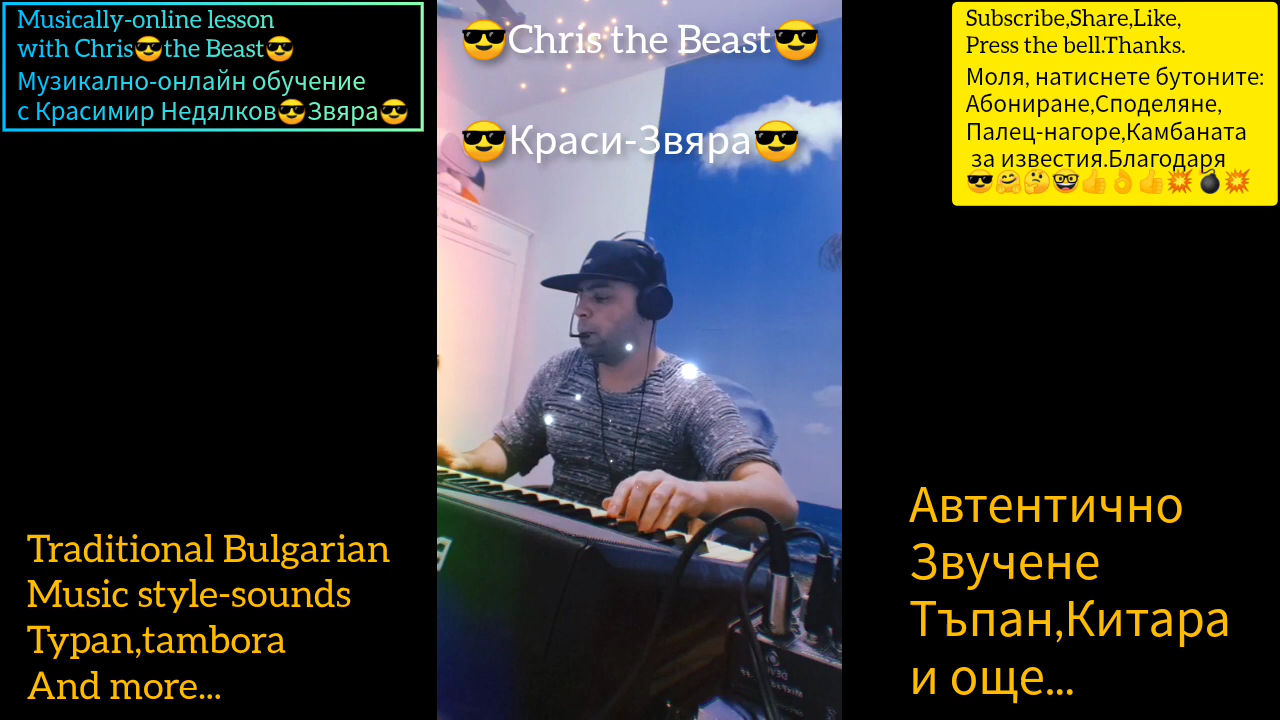 Musically-online lesson
with Chris😎the Beast😎
Музикално-онлайн обучение
с Красимир Недялков😎Звяра😎
😎Chris the Beast😎
😎Краси-Звяра😎
Subscribe,Share,Like,
Press the bell.Thanks.
Моля, натиснете бутоните:
Абониране,Споделяне,
Палец-нагоре,Камбаната
за известия.Благодаря
😎🤗🤔🤓👍👌👍💥💣💥
Traditional Bulgarian
Music style-sounds
Typan,tambora
And more...
Автентично
Звучене
Тъпан,Китара
и още...